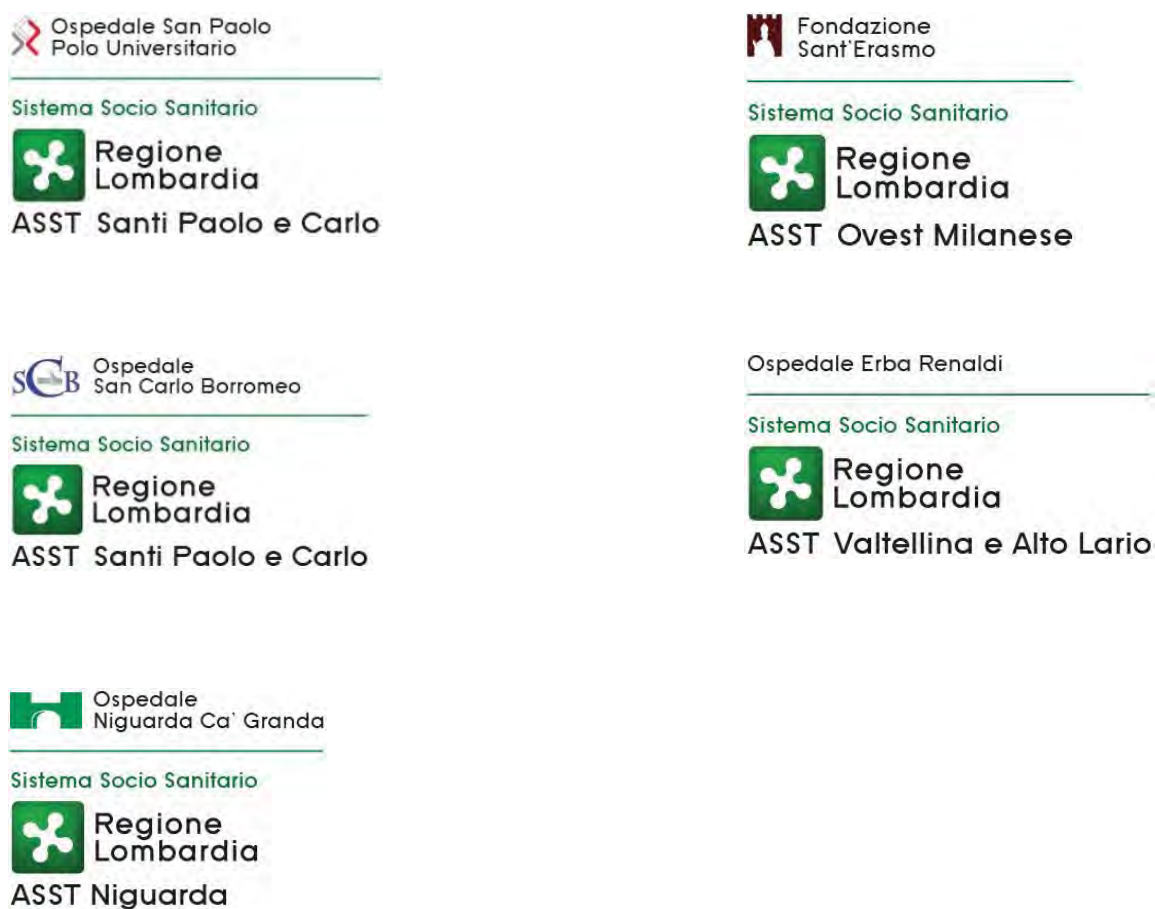 Ospedale San Paolo
Polo Universitario
Sistema Socio Sanitario
Regione
Lombardia
ASST Santi Paolo e Carlo
Fondazione
Sant'Erasmo
Sistema Socio Sanitario
Regione
Lombardia
ASST Ovest Milanese
SCB
Ospedale
San Carlo Borromeo
Sistema Socio Sanitario
Regione
Lombardia
ASST Santi Paolo e Carlo
Ospedale Erba Renaldi
Sistema Socio Sanitario
Regione
Lombardia
ASST Valtellina e Alto Lario
Ospedale
Niguarda Ca' Granda
Sistema Socio Sanitario
Regione
Lombardia
ASST Niguarda